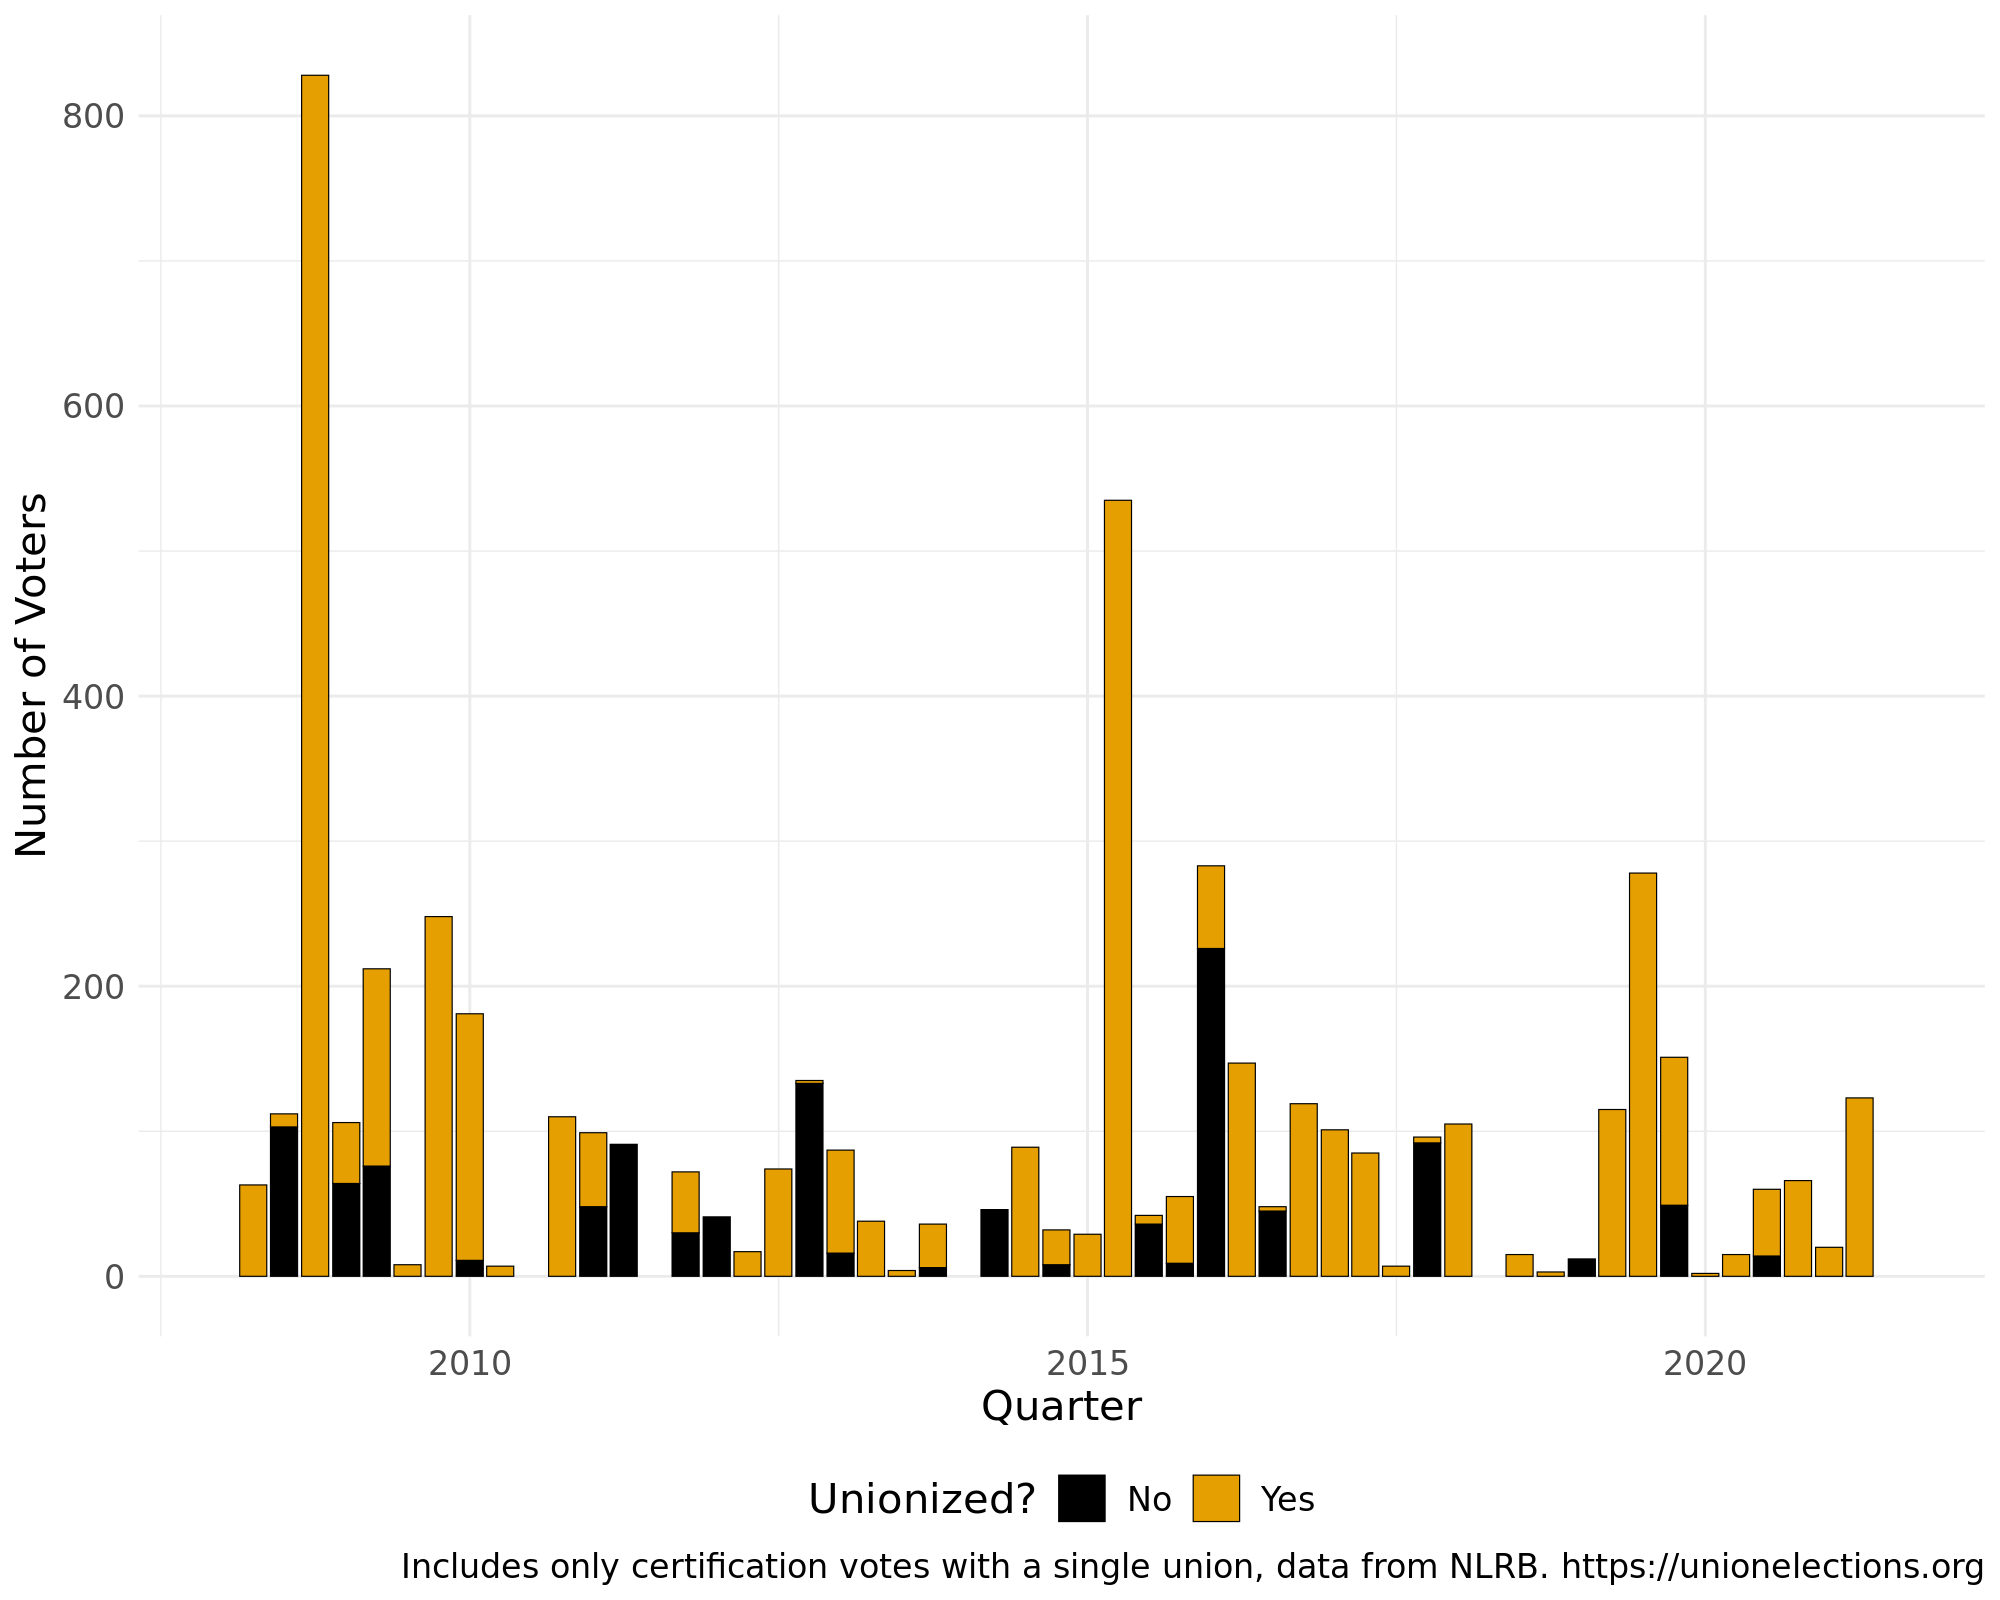 800
600
400
200
0
Number of Voters
2010 2015 2020
Quarter
Unionized? No Yes
Includes only certification votes with a single union, data from NLRB. https://unionelections.org